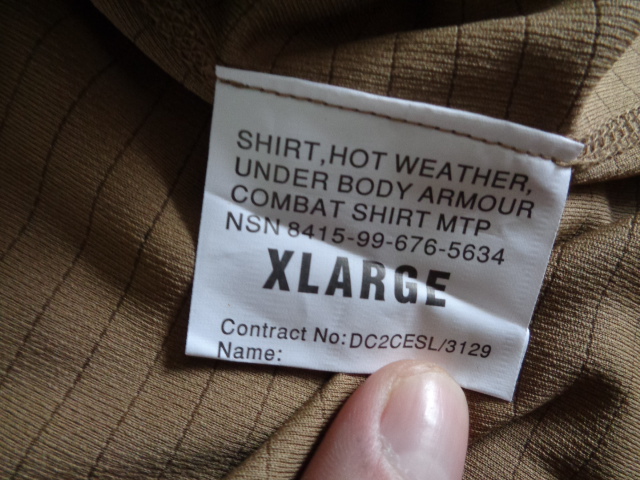 SHIRT,HOT WEATHER,
UNDER BODY ARMOUR
COMBAT SHIRT MTP
NSN 8415-99-676-5634
XLARGE
Contract No:DC2CESL/3129
Name: